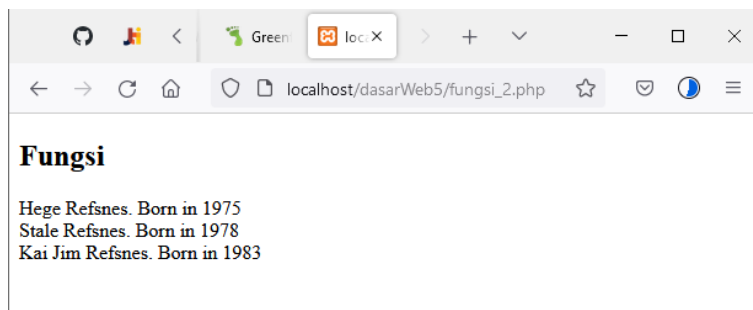 Green
loc
localhost/dasarWeb5/fungsi_2.php
Fungsi
Hege Refsnes. Born in 1975
Stale Refsnes. Born in 1978
Kai Jim Refsnes. Born in 1983